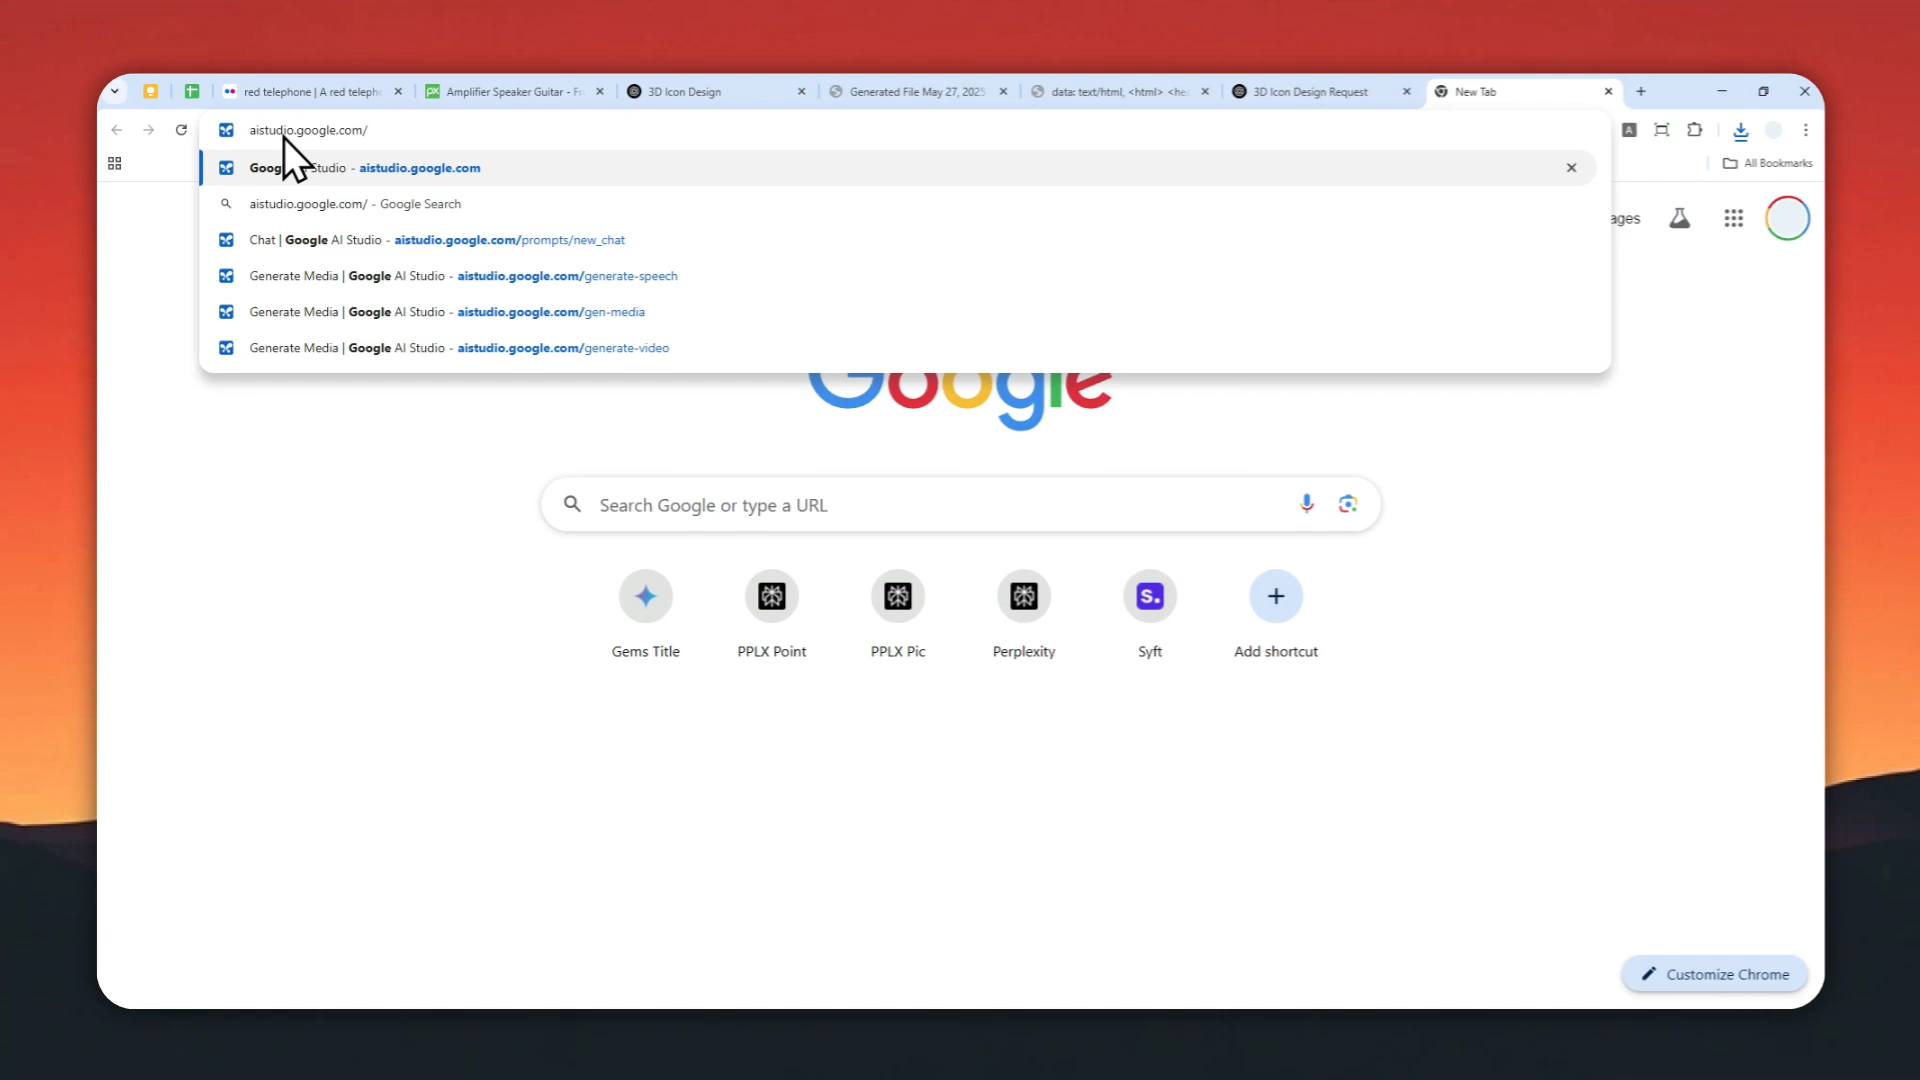 red telephone | A red teleph
Amplifier Speaker Guitar - Fr
3D Icon Design
Generated File May 27, 2025
data: text/html, <html> <he
3D Icon Design Request
New Tab
aistudio.google.com/
All Bookmarks
Goog Studio - aistudio.google.com
aistudio.google.com/ - Google Search
ages
Chat | Google AI Studio - aistudio.google.com/prompts/new_chat
Generate Media | Google AI Studio - aistudio.google.com/generate-speech
Generate Media | Google AI Studio - aistudio.google.com/gen-media
Generate Media | Google AI Studio - aistudio.google.com/generate-video
Google
Search Google or type a URL
Gems Title
PPLX Point
PPLX Pic
Perplexity
S.
Syft
Add shortcut
Customize Chrome